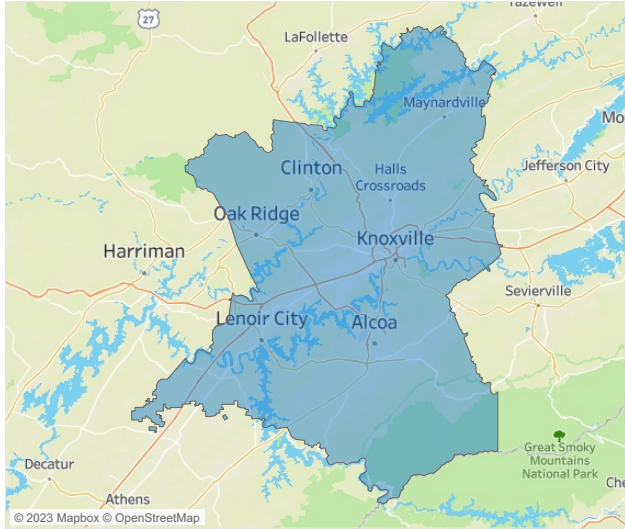 Tazewell
27
LaFollette
Maynardville
Mo
Clinton
Halls
Crossroads
Jefferson City
Oak Ridge
Knoxville
Harriman
Sevierville
Lenoir City
Alcoa
Great Smoky
Mountains
National Park
Decatur
Che
Athens
© 2023 Mapbox © OpenStreetMap